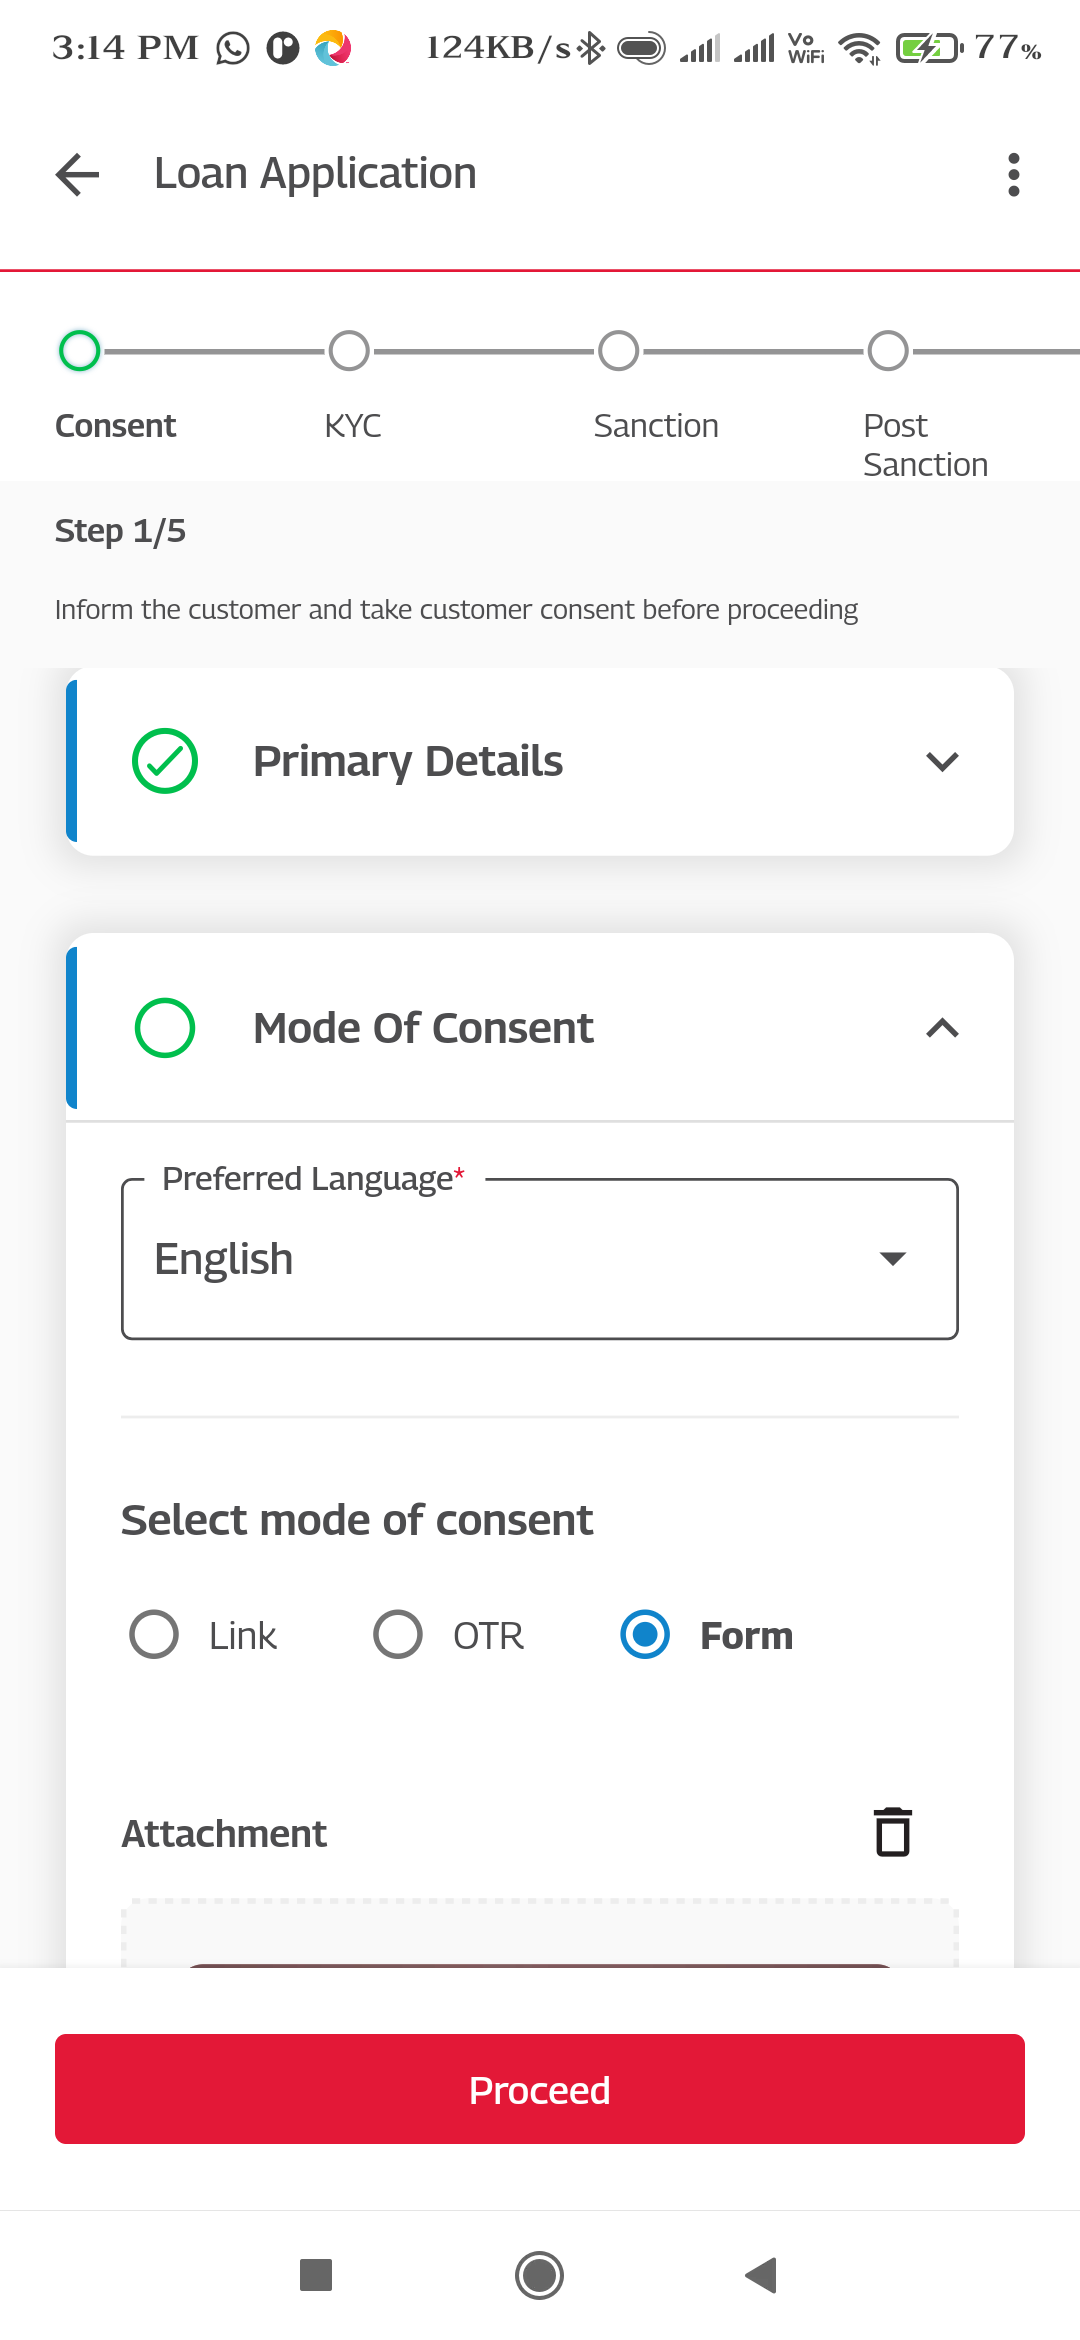 3:14 PM 124KB/s Vo WiFi 77%
Loan Application
Consent KYC Sanction Post Sanction
Step 1/5
Inform the customer and take customer consent before proceeding
Primary Details
Mode Of Consent
Preferred Language*
English
Select mode of consent
Link OTR Form
Attachment
Proceed